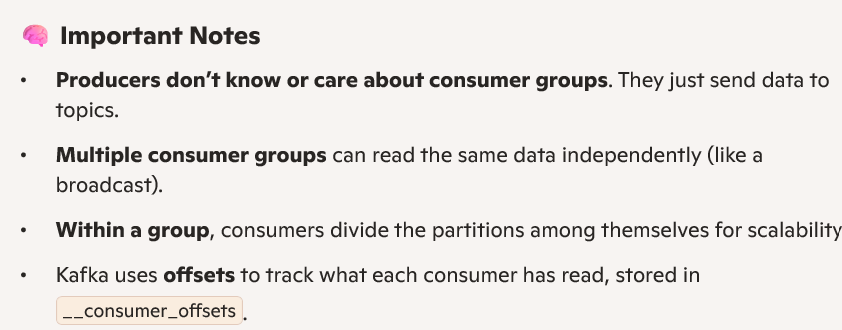 🧠 Important Notes
• Producers don’t know or care about consumer groups. They just send data to
topics.
• Multiple consumer groups can read the same data independently (like a
broadcast).
• Within a group, consumers divide the partitions among themselves for scalability
• Kafka uses offsets to track what each consumer has read, stored in
__consumer_offsets.